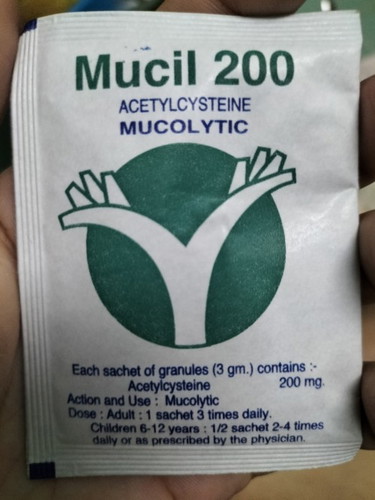 Mucil 200
ACETYLCYSTEINE
MUCOLYTIC
Each sachet of granules (3 gm.) contains :-
Acetylcysteine 200 mg.
Action and Use : Mucolytic
Dose : Adult : 1 sachet 3 times daily.
Children 6-12 years : 1/2 sachet 2-4 times
daily or as prescribed by the physician.